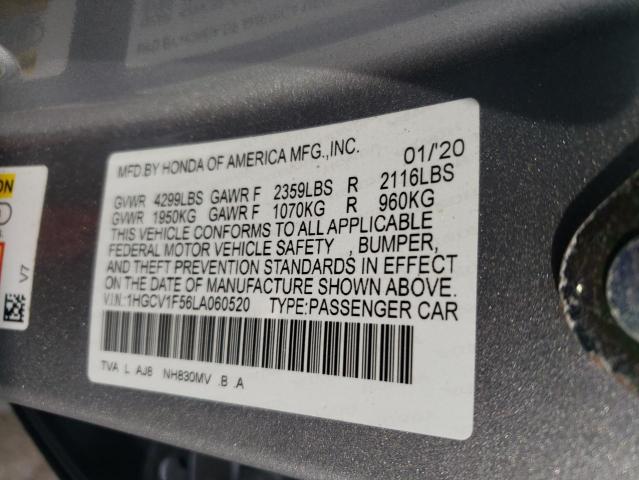 MFD.BY HONDA OF AMERICA MFG.,INC. 01/'20
GVWR 4299LBS GAWR F 2359LBS R 2116LBS
GVWR 1950KG GAWR F 1070KG R 960KG
THIS VEHICLE CONFORMS TO ALL APPLICABLE
FEDERAL MOTOR VEHICLE SAFETY , BUMPER,
AND THEFT PREVENTION STANDARDS IN EFFECT
ON THE DATE OF MANUFACTURE SHOWN ABOVE.
V.I.N:1HGCV1F56LA060520 TYPE:PASSENGER CAR
TVA L AJ8 NH830MV .B .A
V7